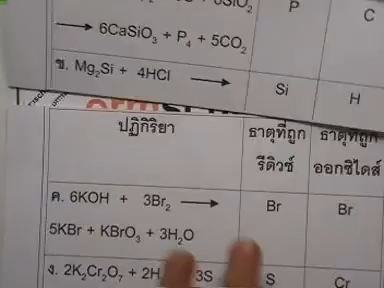 P C
⟶ 6CaSiO₃ + P₄ + 5CO₂
ข. Mg₂Si + 4HCl ⟶ Si H
ปฏิกิริยา ธาตุที่ถูกรีดิวซ์ ธาตุที่ถูกออกซิไดส์
ค. 6KOH + 3Br₂ ⟶ Br Br
5KBr + KBrO₃ + 3H₂O
ง. 2K₂Cr₂O₇ + 3S S Cr